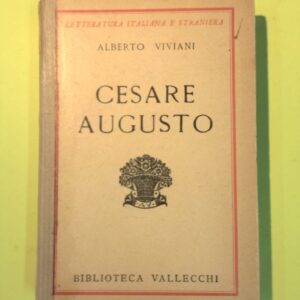 LETTERATURA ITALIANA E STRANIERA
ALBERTO VIVIANI
CESARE
AUGUSTO
A.V.
BIBLIOTECA VALLECCHI